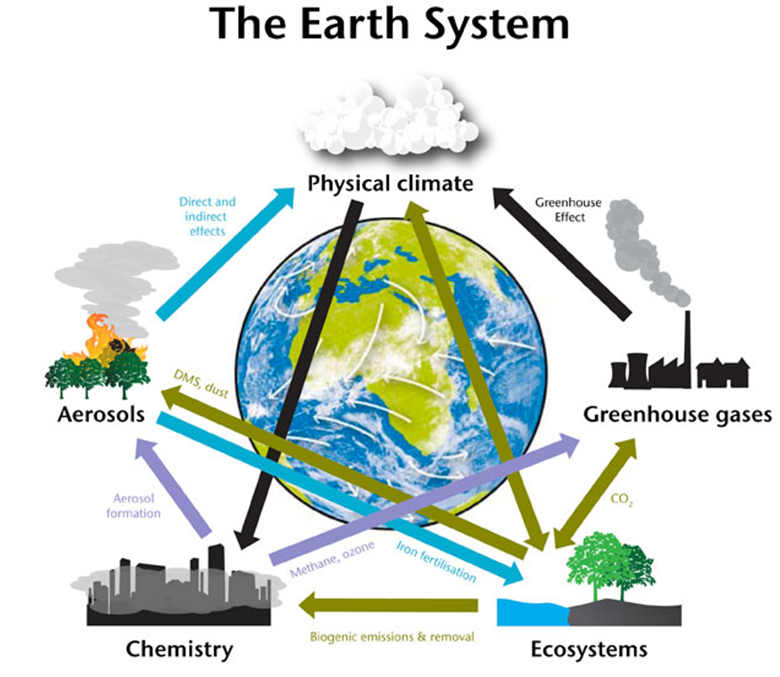 The Earth System
Physical climate
Direct and
indirect
effects
Greenhouse
Effect
DMS, dust
Aerosols
Greenhouse gases
Aerosol
formation
CO₂
Methane, ozone
Iron fertilisation
Biogenic emissions & removal
Chemistry
Ecosystems